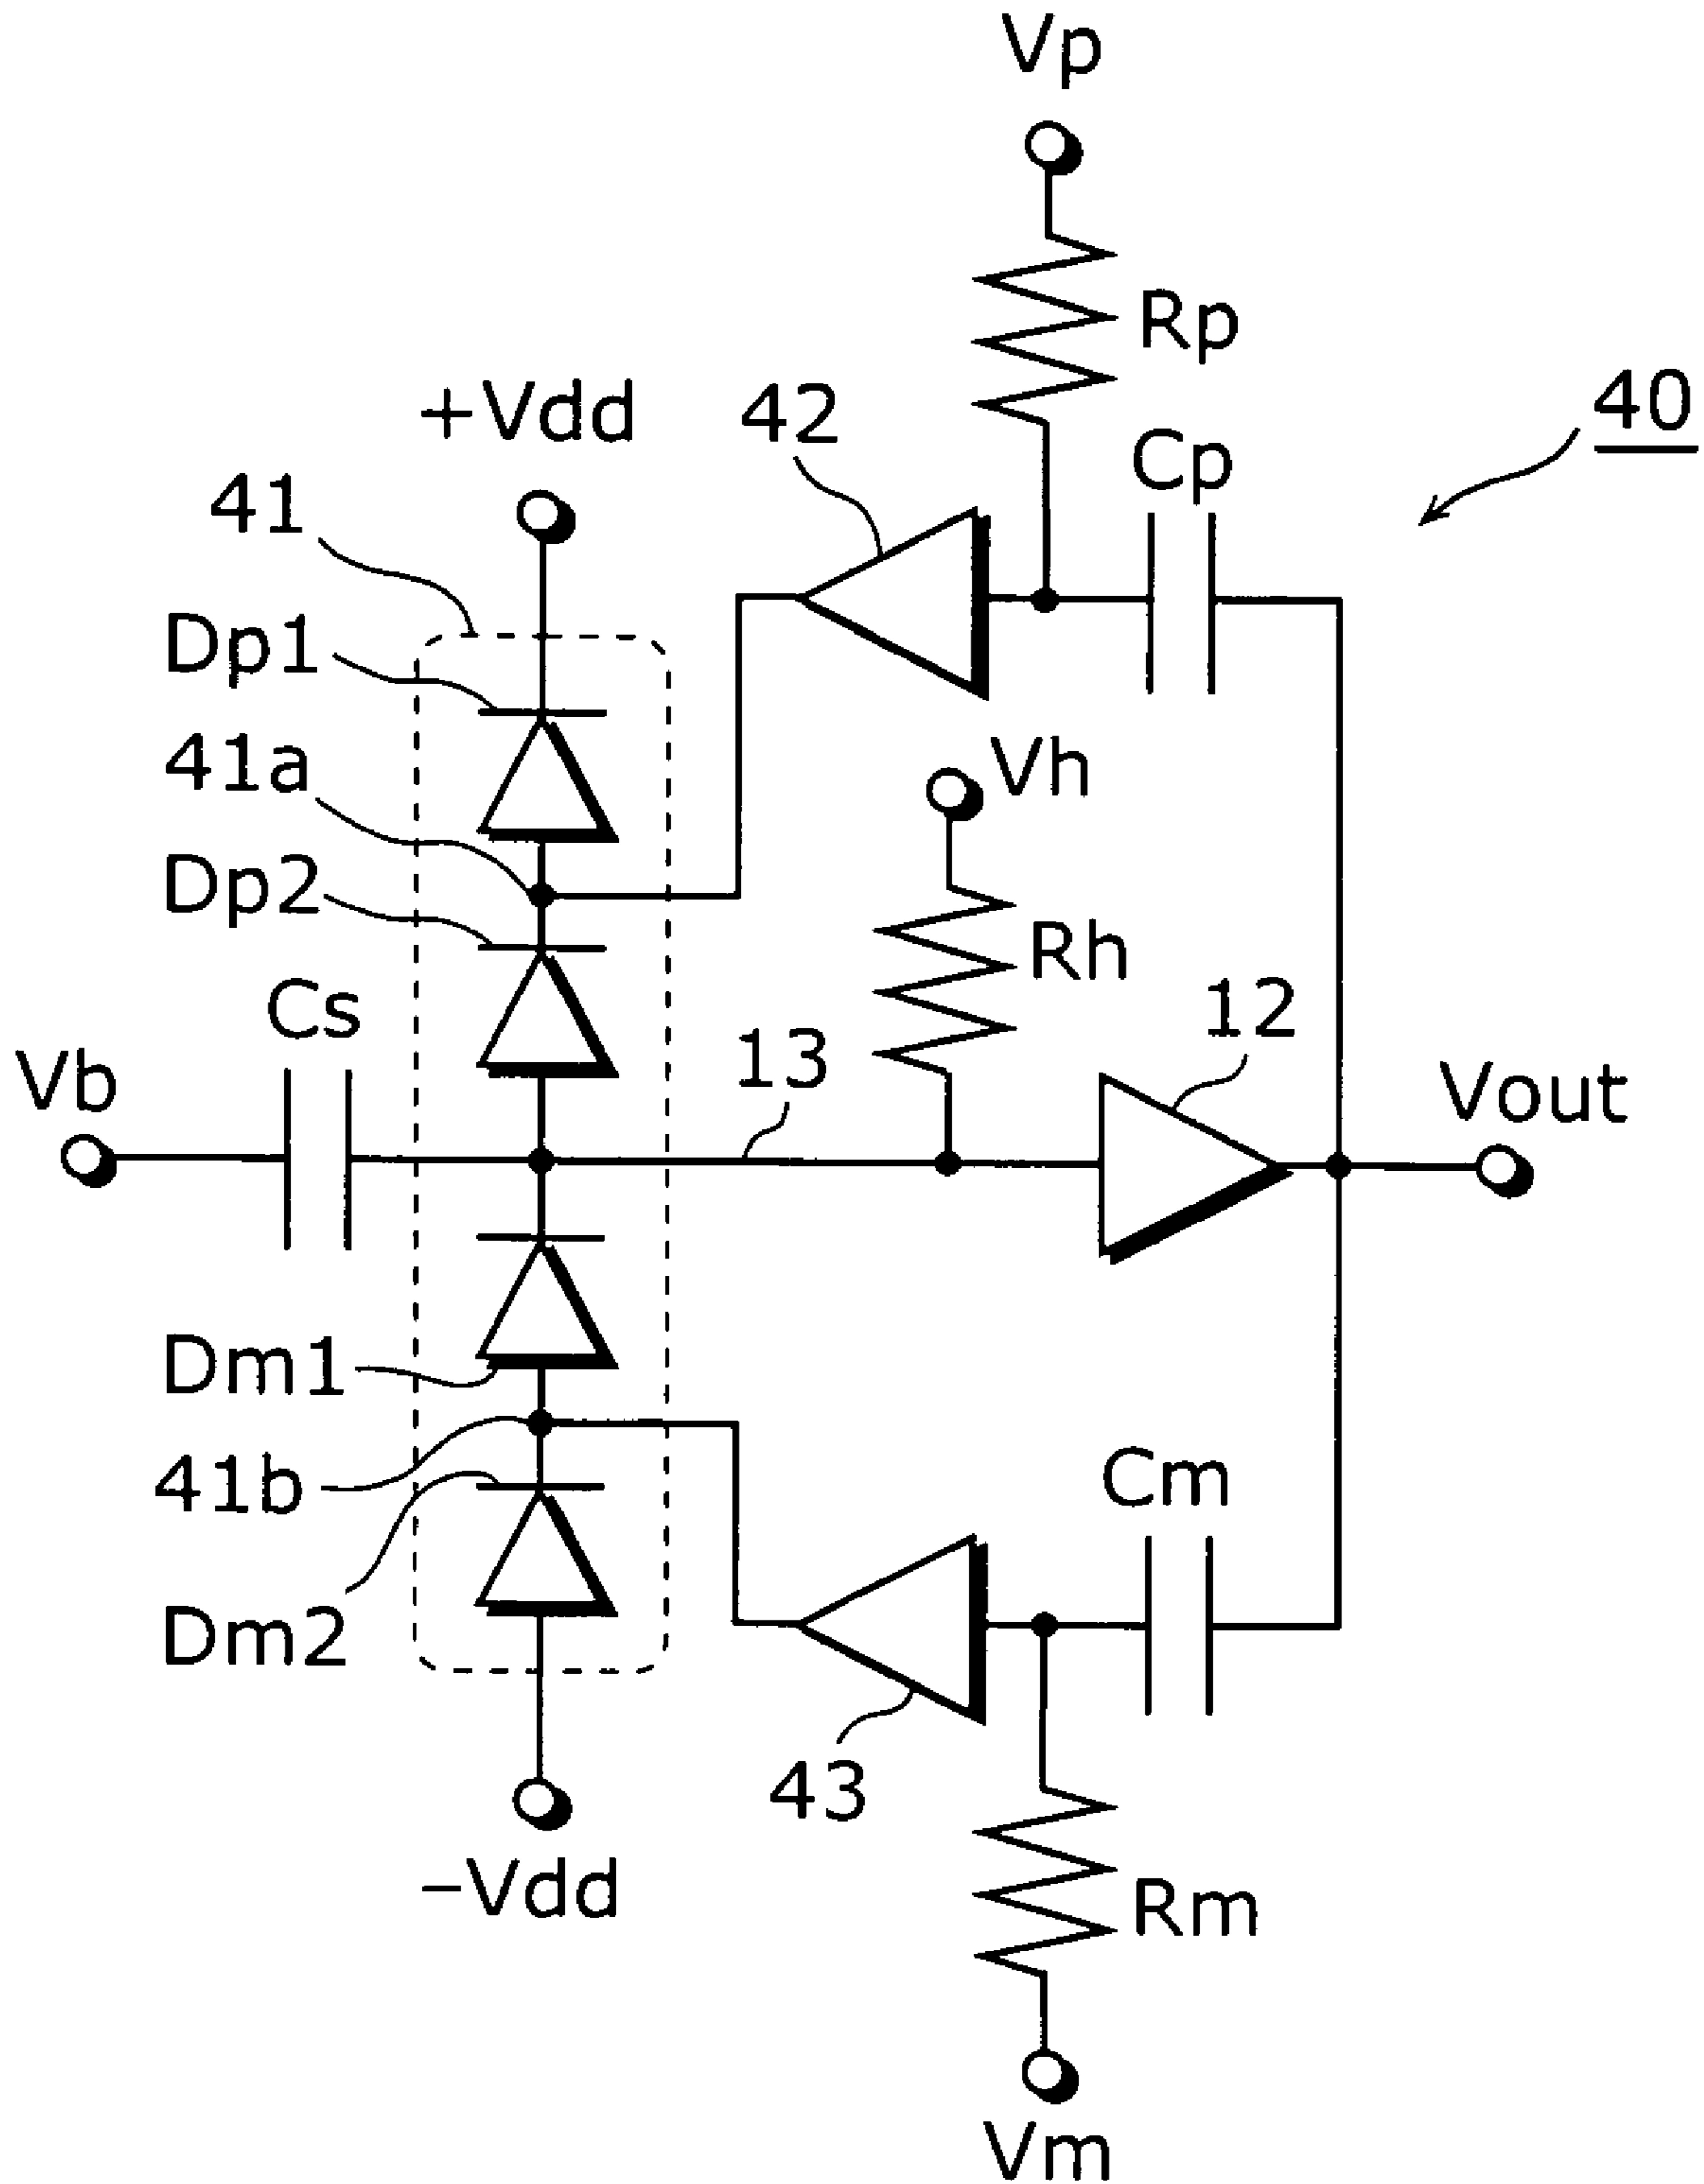 Vp
Rp
40
+Vdd
42
Cp
41
Dp1
41a
Vh
Dp2
Rh
Cs
12
Vb
13
Vout
Dm1
41b
Cm
Dm2
43
−Vdd
Rm
Vm